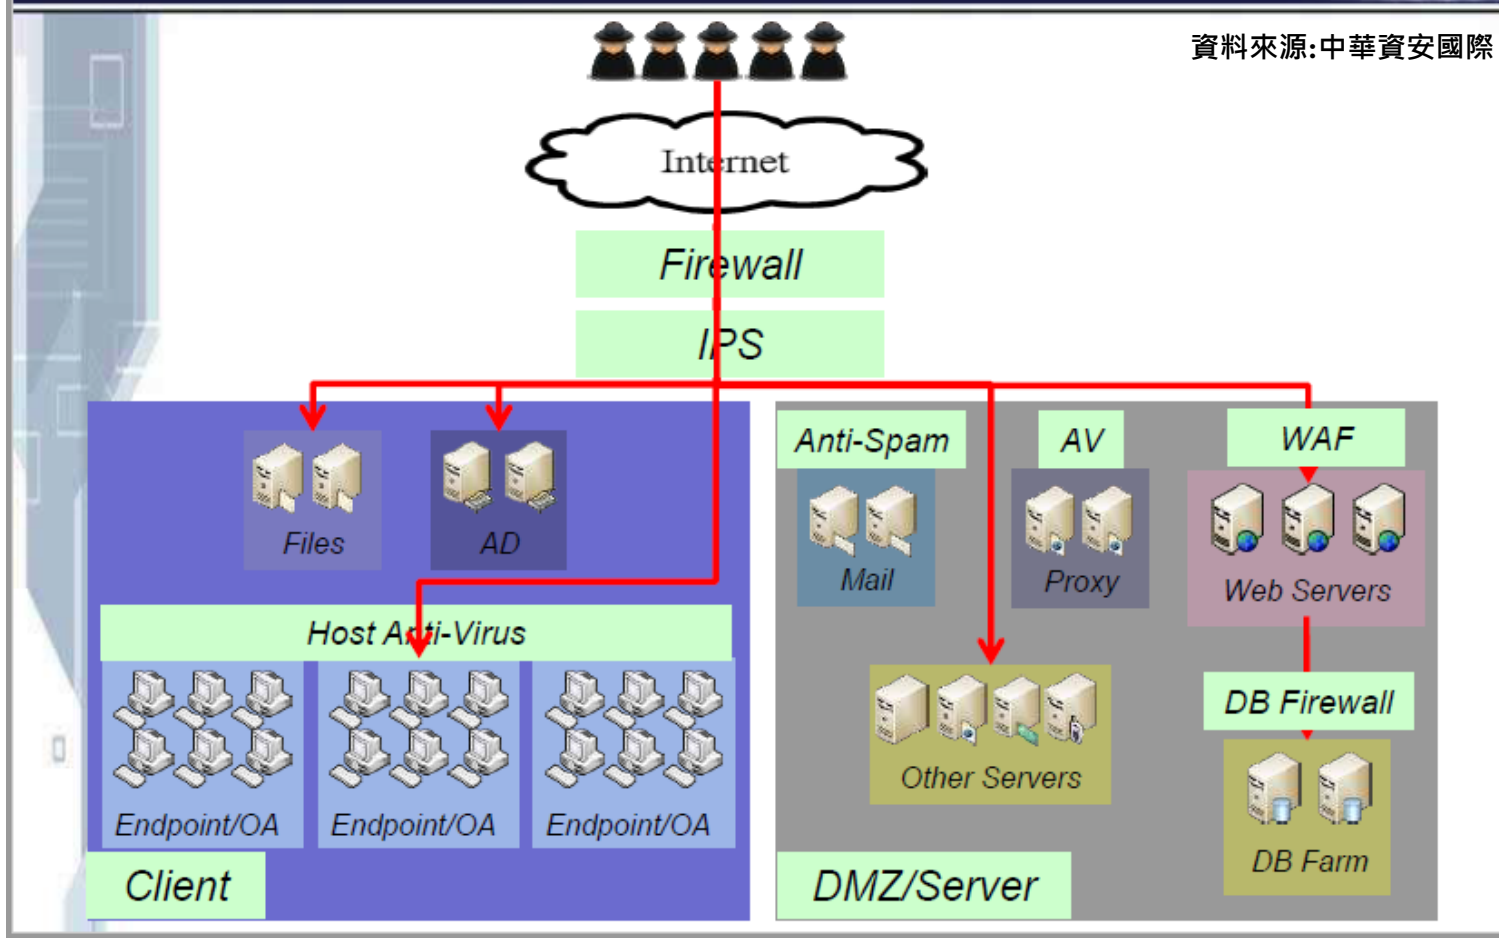 資料來源:中華資安國際
Internet
Firewall
IPS
Anti-Spam
AV
WAF
Files
AD
Mail
Proxy
Web Servers
Host Anti-Virus
DB Firewall
Other Servers
Endpoint/OA
Endpoint/OA
Endpoint/OA
DB Farm
Client
DMZ/Server